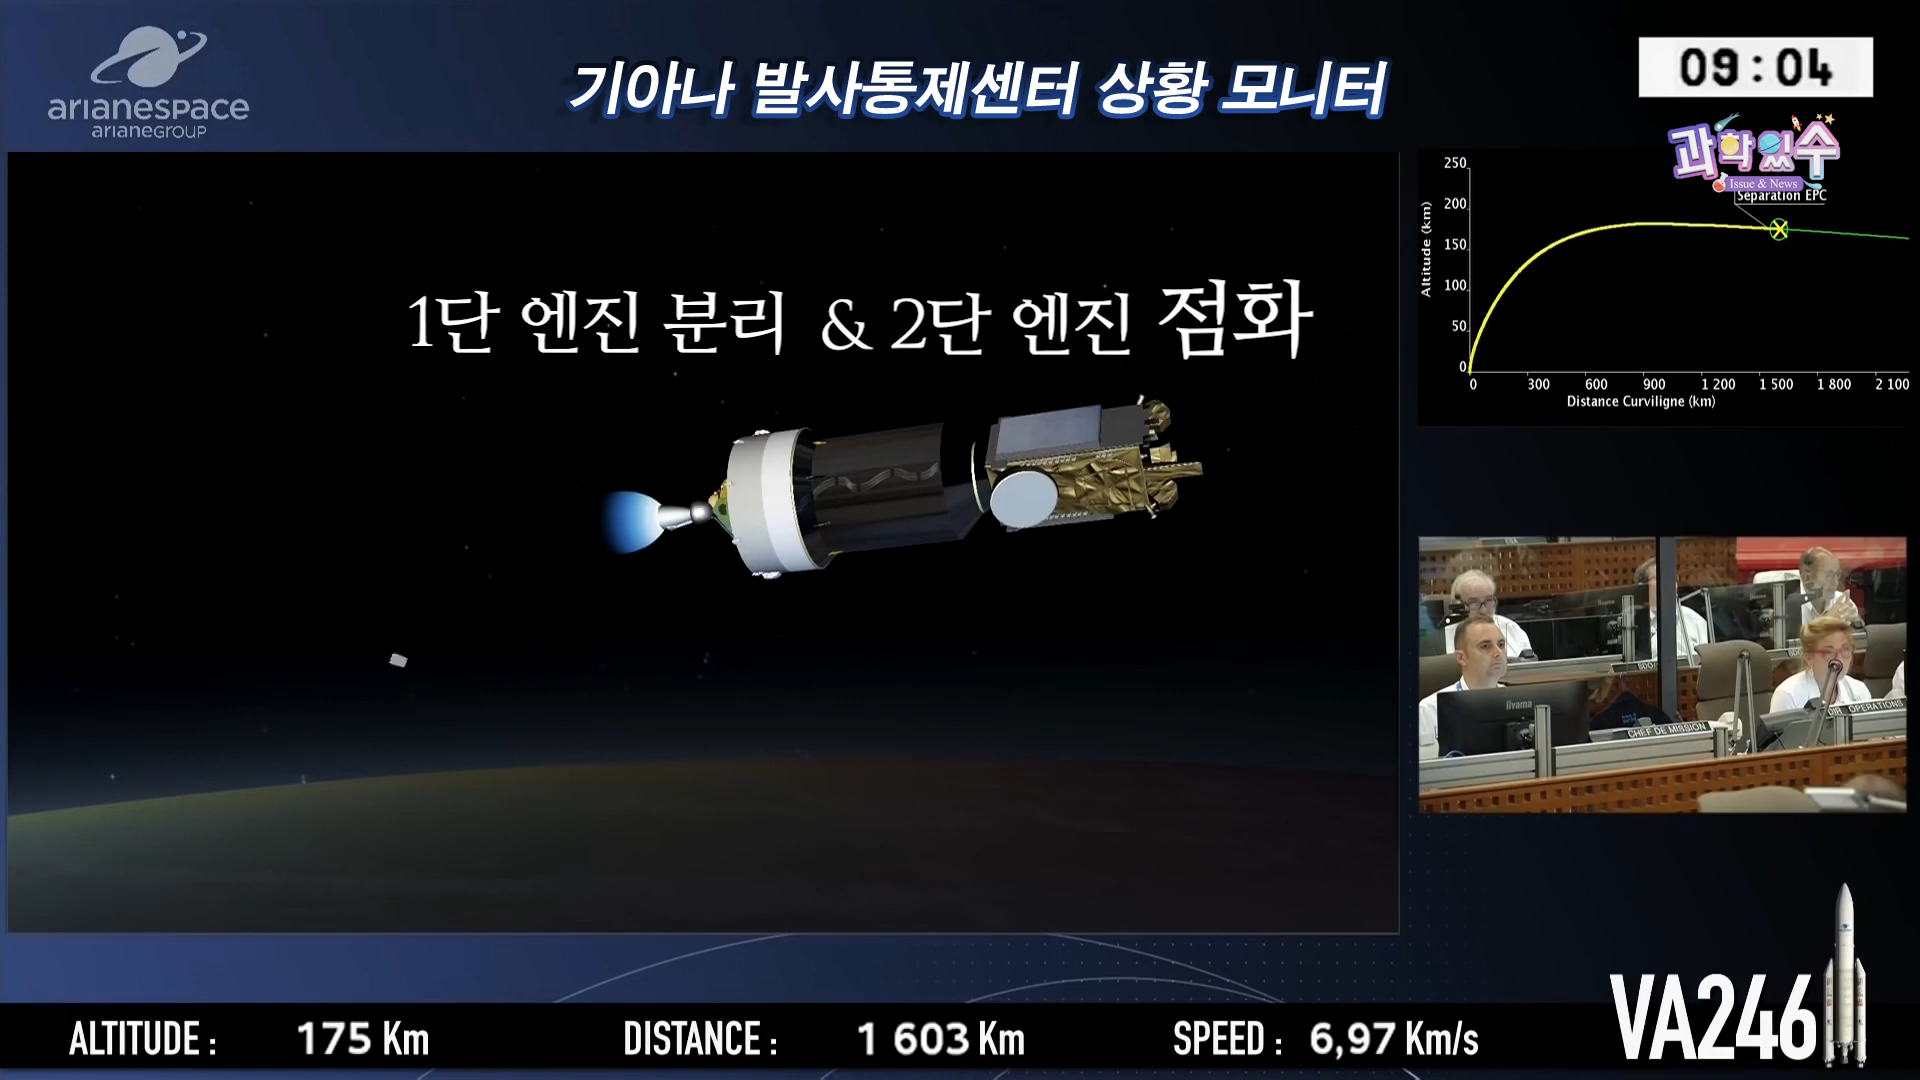 arianespace
arianeGROUP
기아나 발사통제센터 상황 모니터
09:04
과학있수
Issue & News
Separation EPC
1단 엔진 분리 & 2단 엔진 점화
Altitude (km)
250
200
150
100
50
0
0 300 600 900 1 200 1 500 1 800 2 100
Distance Curviligne (km)
iiyama
CHEF DE MISSION
DIR. OPERATIONS
VA246
ALTITUDE : 175 Km DISTANCE : 1 603 Km SPEED : 6,97 Km/s